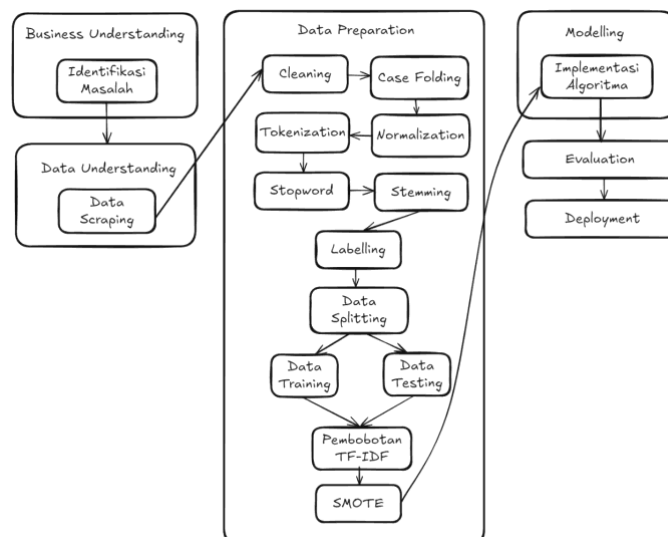 Business Understanding
Identifikasi
Masalah
Data Understanding
Data
Scraping
Data Preparation
Cleaning
Case Folding
Tokenization
Normalization
Stopword
Stemming
Labelling
Data
Splitting
Data
Training
Data
Testing
Pembobotan
TF-IDF
SMOTE
Modelling
Implementasi
Algoritma
Evaluation
Deployment